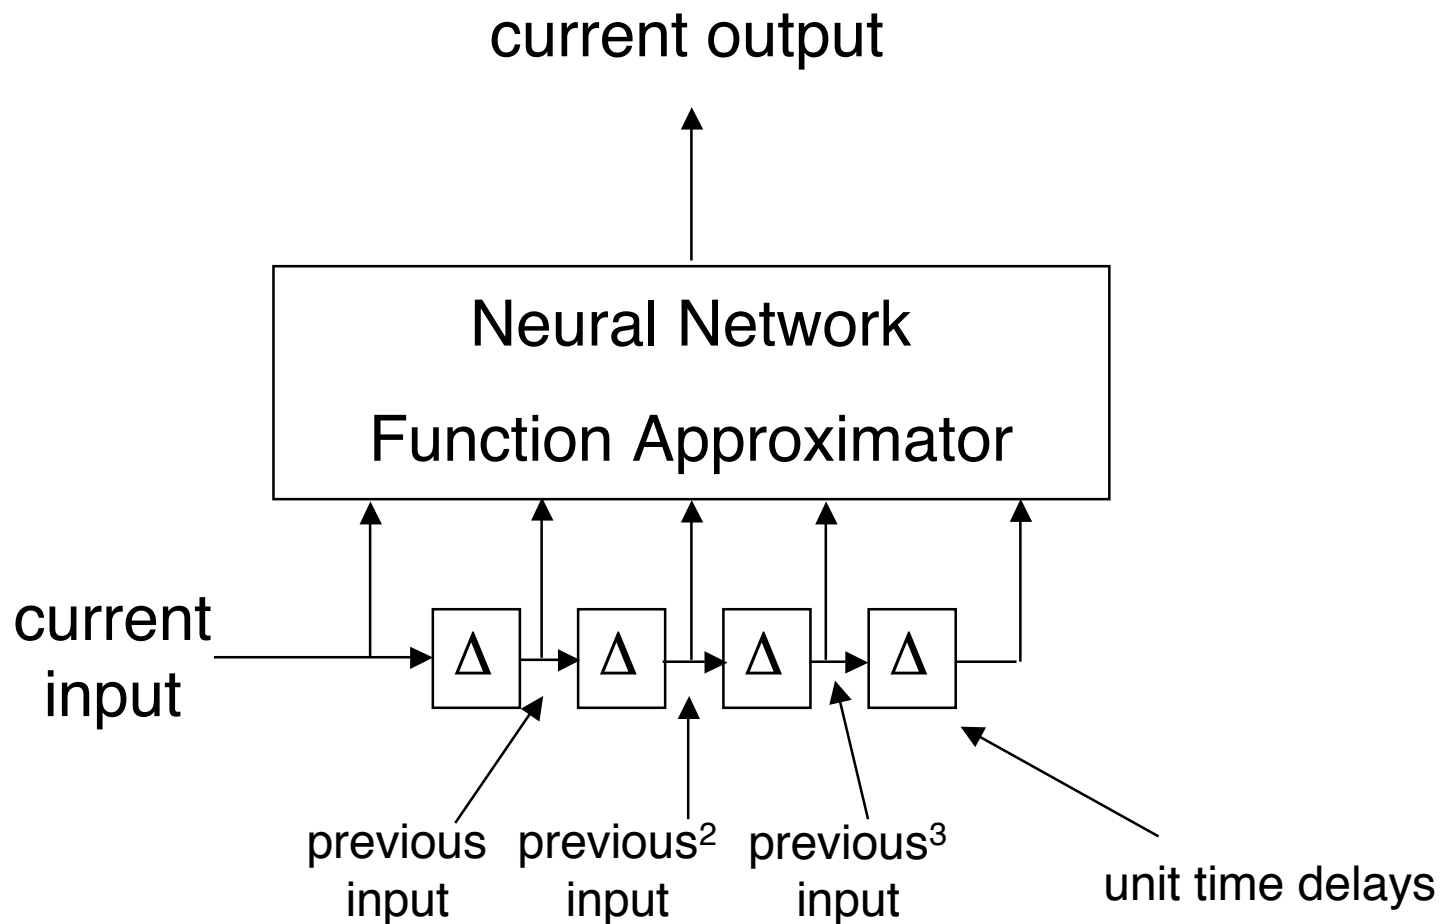 current output
Neural Network
Function Approximator
current
input
Δ Δ Δ Δ
previous
input
previous²
input
previous³
input
unit time delays